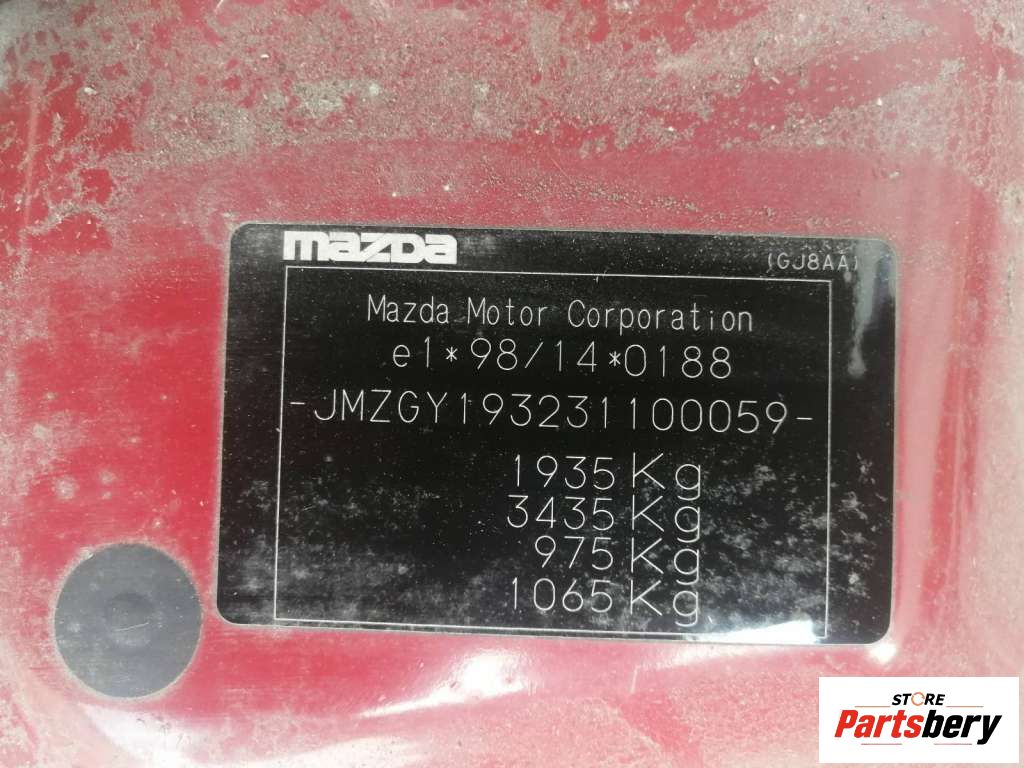 mazda
(GJ8AA)
Mazda Motor Corporation
e1*98/14*0188
-JMZGY193231100059-
1935 Kg
3435 Kg
975 Kg
1065 Kg
STORE
Partsbery